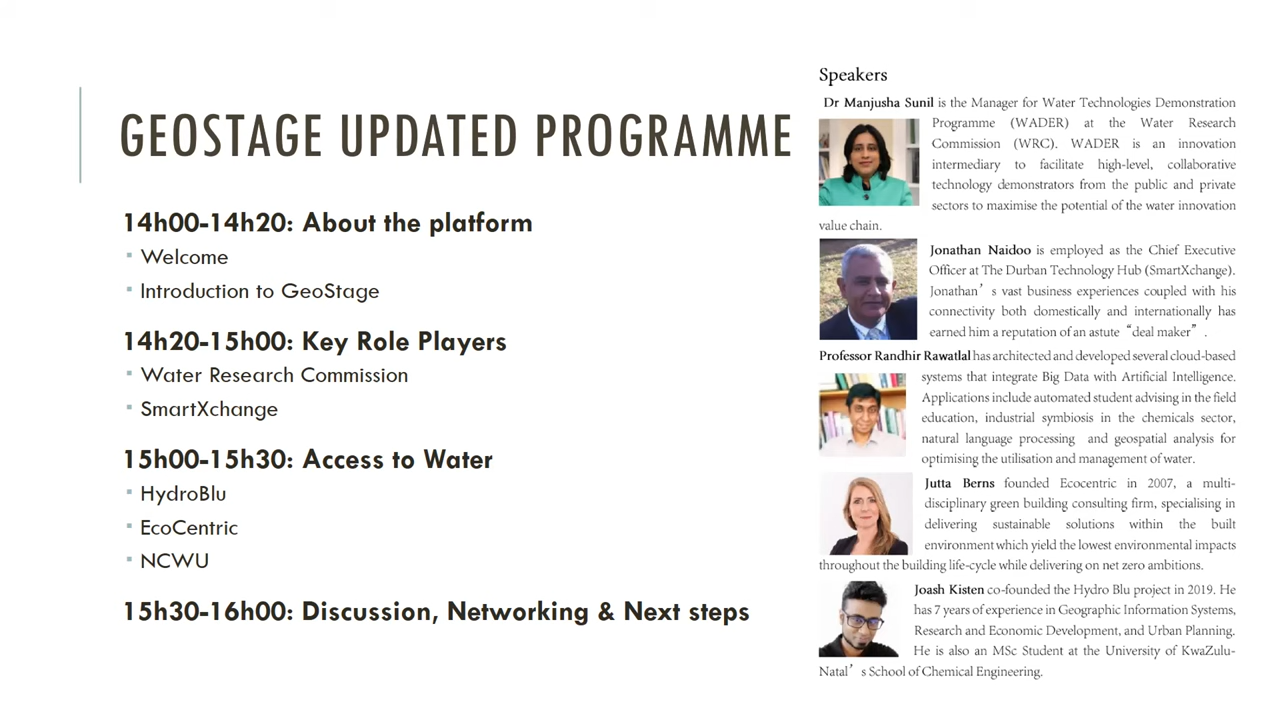 GEOSTAGE UPDATED PROGRAMME
14h00-14h20: About the platform
Welcome
Introduction to GeoStage
14h20-15h00: Key Role Players
Water Research Commission
SmartXchange
15h00-15h30: Access to Water
HydroBlu
EcoCentric
NCWU
15h30-16h00: Discussion, Networking & Next steps
Speakers
Dr Manjusha Sunil is the Manager for Water Technologies Demonstration
Programme (WADER) at the Water Research
Commission (WRC). WADER is an innovation
intermediary to facilitate high-level, collaborative
technology demonstrators from the public and private
sectors to maximise the potential of the water innovation
value chain.
Jonathan Naidoo is employed as the Chief Executive
Officer at The Durban Technology Hub (SmartXchange).
Jonathan’s vast business experiences coupled with his
connectivity both domestically and internationally has
earned him a reputation of an astute “deal maker”.
Professor Randhir Rawatlal has architected and developed several cloud-based
systems that integrate Big Data with Artificial Intelligence.
Applications include automated student advising in the field
education, industrial symbiosis in the chemicals sector,
natural language processing and geospatial analysis for
optimising the utilisation and management of water.
Jutta Berns founded Ecocentric in 2007, a multi-
disciplinary green building consulting firm, specialising in
delivering sustainable solutions within the built
environment which yield the lowest environmental impacts
throughout the building life-cycle while delivering on net zero ambitions.
Joash Kisten co-founded the Hydro Blu project in 2019. He
has 7 years of experience in Geographic Information Systems,
Research and Economic Development, and Urban Planning.
He is also an MSc Student at the University of KwaZulu-
Natal’s School of Chemical Engineering.